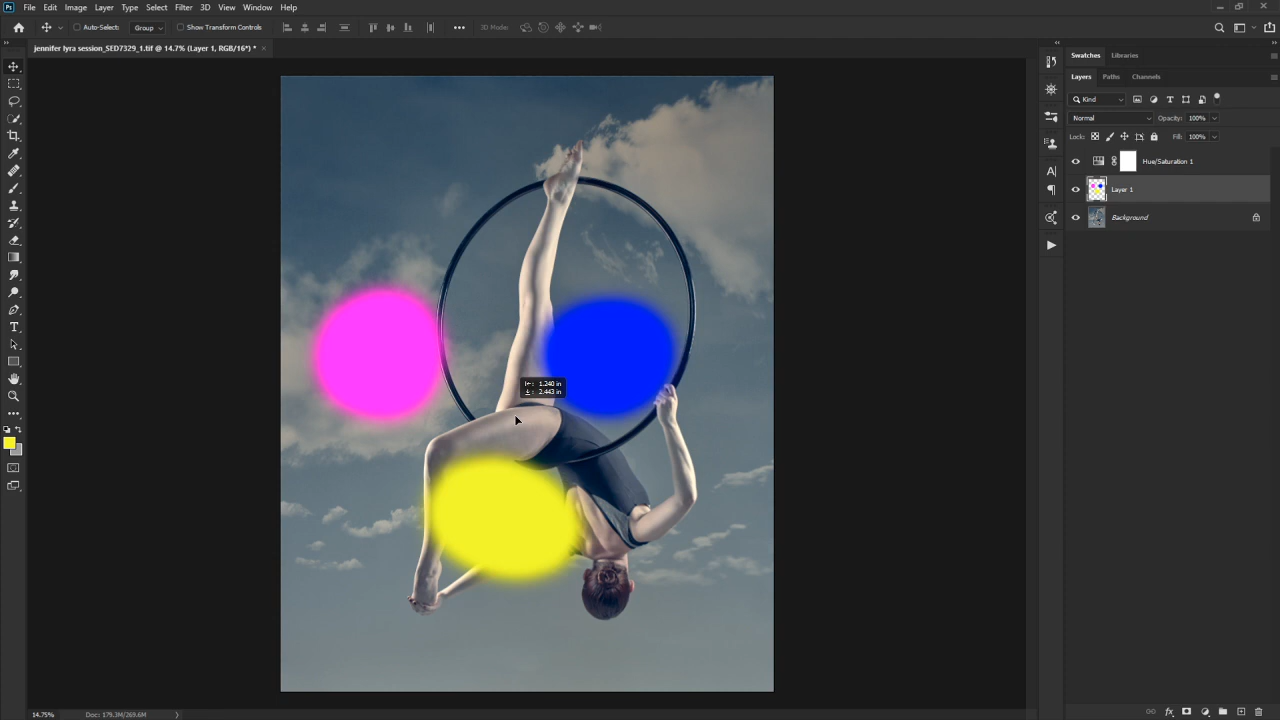 Ps File Edit Image Layer Type Select Filter 3D View Window Help
Auto-Select: Group Show Transform Controls ••• 3D Mode:
jennifer lyra session_SED7329_1.tif @ 14.7% (Layer 1, RGB/16*) * ×
Swatches Libraries
Layers Paths Channels
Kind
Normal Opacity: 100%
Lock: Fill: 100%
Hue/Saturation 1
Layer 1
Background
1.240 in
2.443 in
14.75% Doc: 179.3M/269.6M